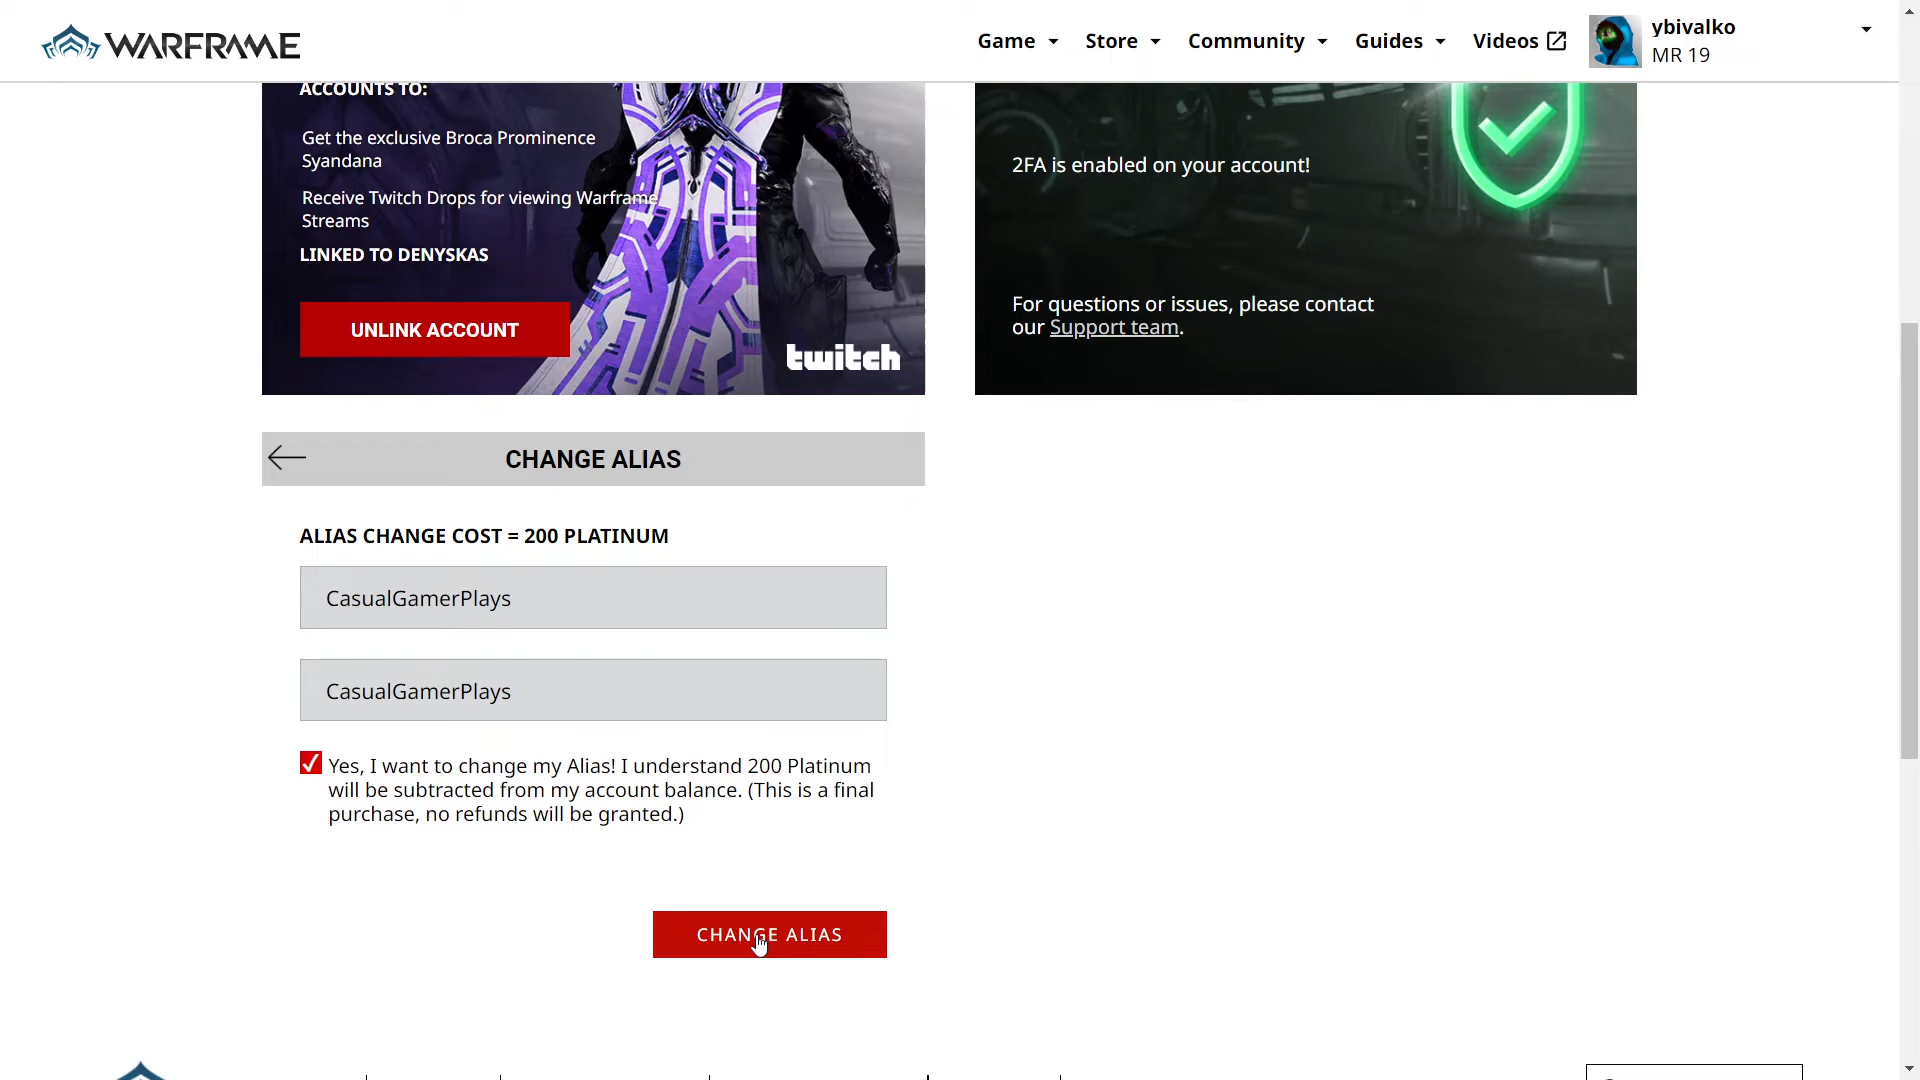 WARFRAME
Game
Store
Community
Guides
Videos
ybivalko
MR 19
ACCOUNTS TO:
Get the exclusive Broca Prominence
Syandana
Receive Twitch Drops for viewing Warframe
Streams
LINKED TO DENYSKAS
UNLINK ACCOUNT
twitch
2FA is enabled on your account!
For questions or issues, please contact
our Support team.
CHANGE ALIAS
ALIAS CHANGE COST = 200 PLATINUM
CasualGamerPlays
CasualGamerPlays
Yes, I want to change my Alias! I understand 200 Platinum
will be subtracted from my account balance. (This is a final
purchase, no refunds will be granted.)
CHANGE ALIAS